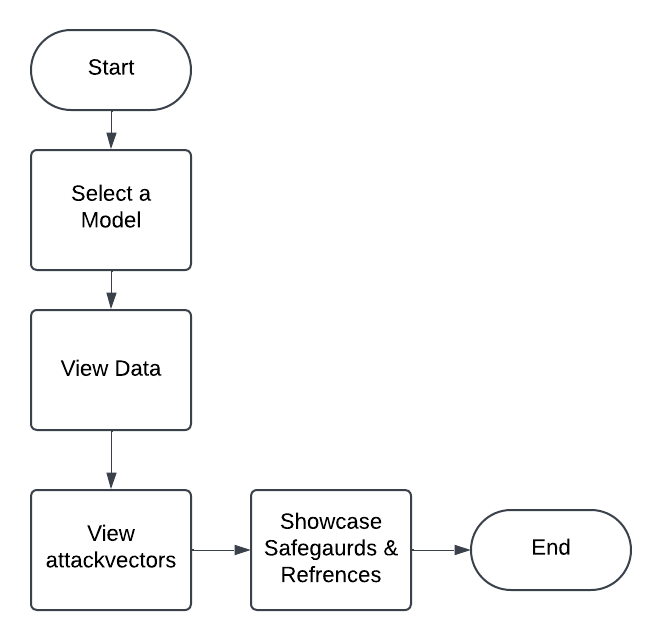 Start
Select a
Model
View Data
View
attackvectors
Showcase
Safegaurds &
Refrences
End